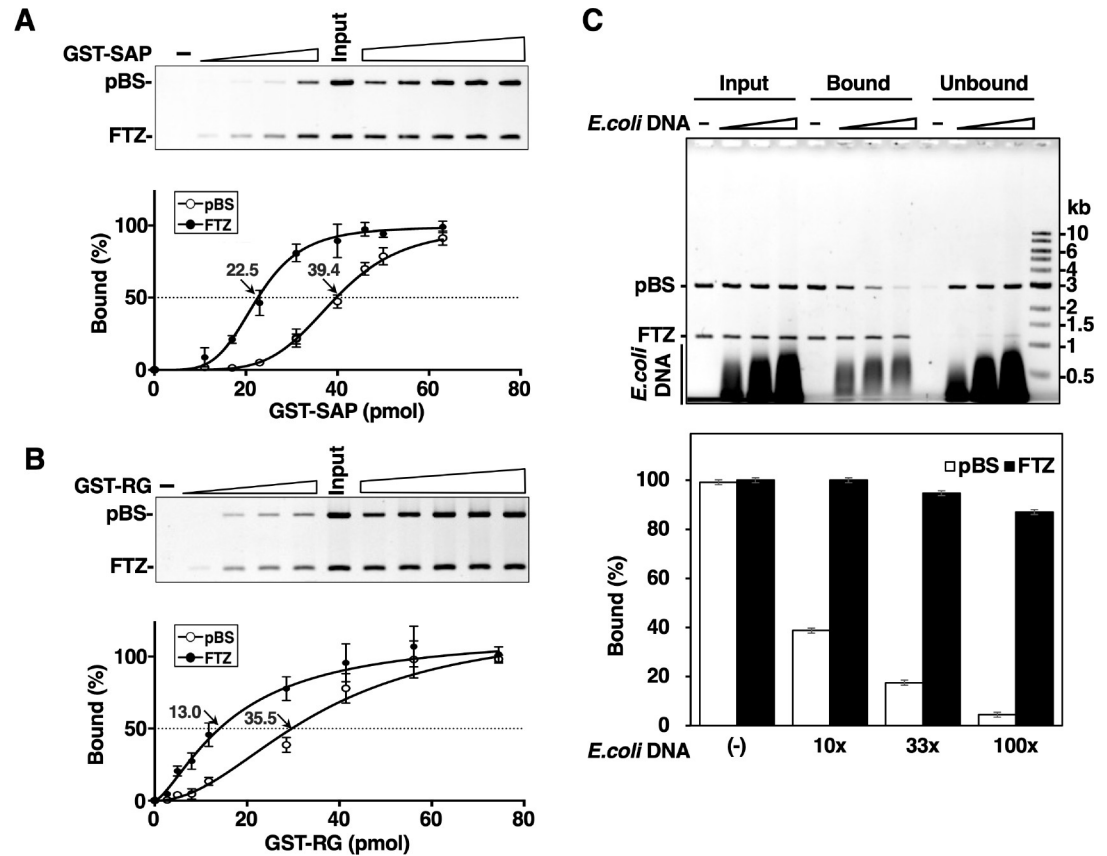 A
GST-SAP
–
Input
pBS-
FTZ-
pBS
FTZ
100
50
0
22.5
39.4
Bound (%)
0 20 40 60 80
GST-SAP (pmol)
B
GST-RG
–
Input
pBS-
FTZ-
pBS
FTZ
100
50
0
13.0
35.5
Bound (%)
0 20 40 60 80
GST-RG (pmol)
C
Input Bound Unbound
E.coli DNA – – –
kb
pBS
FTZ
E.coli
DNA
-10
-6
-4
-3
-2
-1.5
-1
-0.5
pBS FTZ
100
80
60
40
20
0
Bound (%)
E.coli DNA (-) 10x 33x 100x